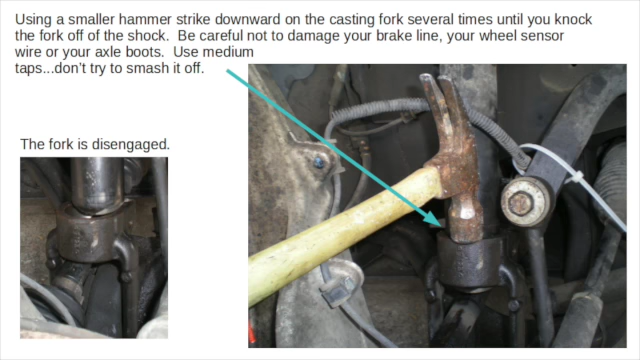 Using a smaller hammer strike downward on the casting fork several times until you knock
the fork off of the shock.  Be careful not to damage your brake line, your wheel sensor
wire or your axle boots.  Use medium
taps...don’t try to smash it off.
The fork is disengaged.